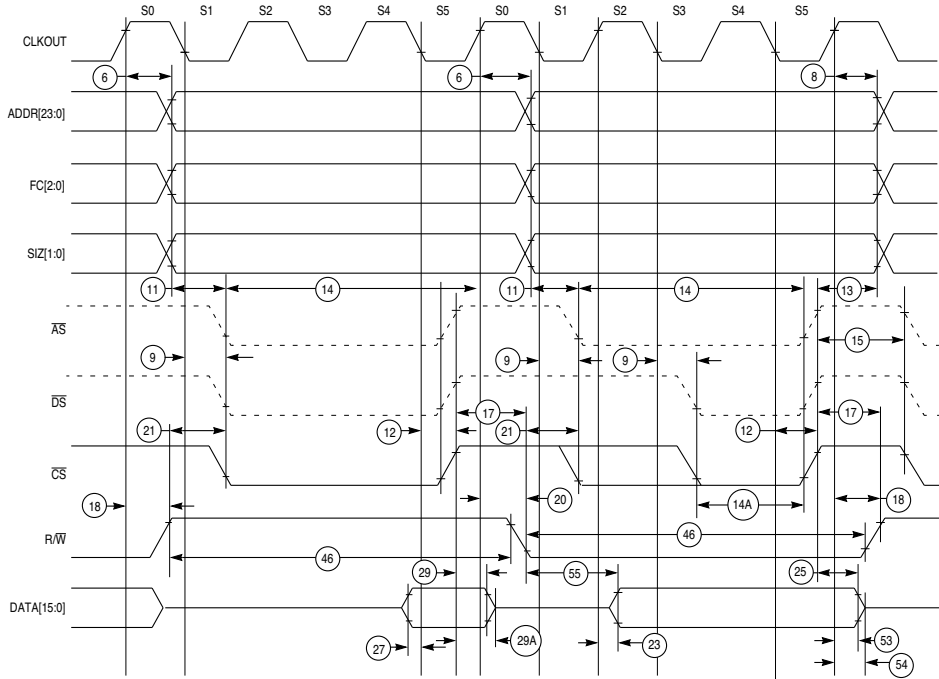 S0 S1 S2 S3 S4 S5 S0 S1 S2 S3 S4 S5
CLKOUT
6 6 8
ADDR[23:0]
FC[2:0]
SIZ[1:0]
11 14 11 14 13
AS
15
9 9 9
DS
17 17
21 12 21 12
CS
18 20 14A 18
R/W
46 46
29 55 25
DATA[15:0]
27 29A 23 53
54